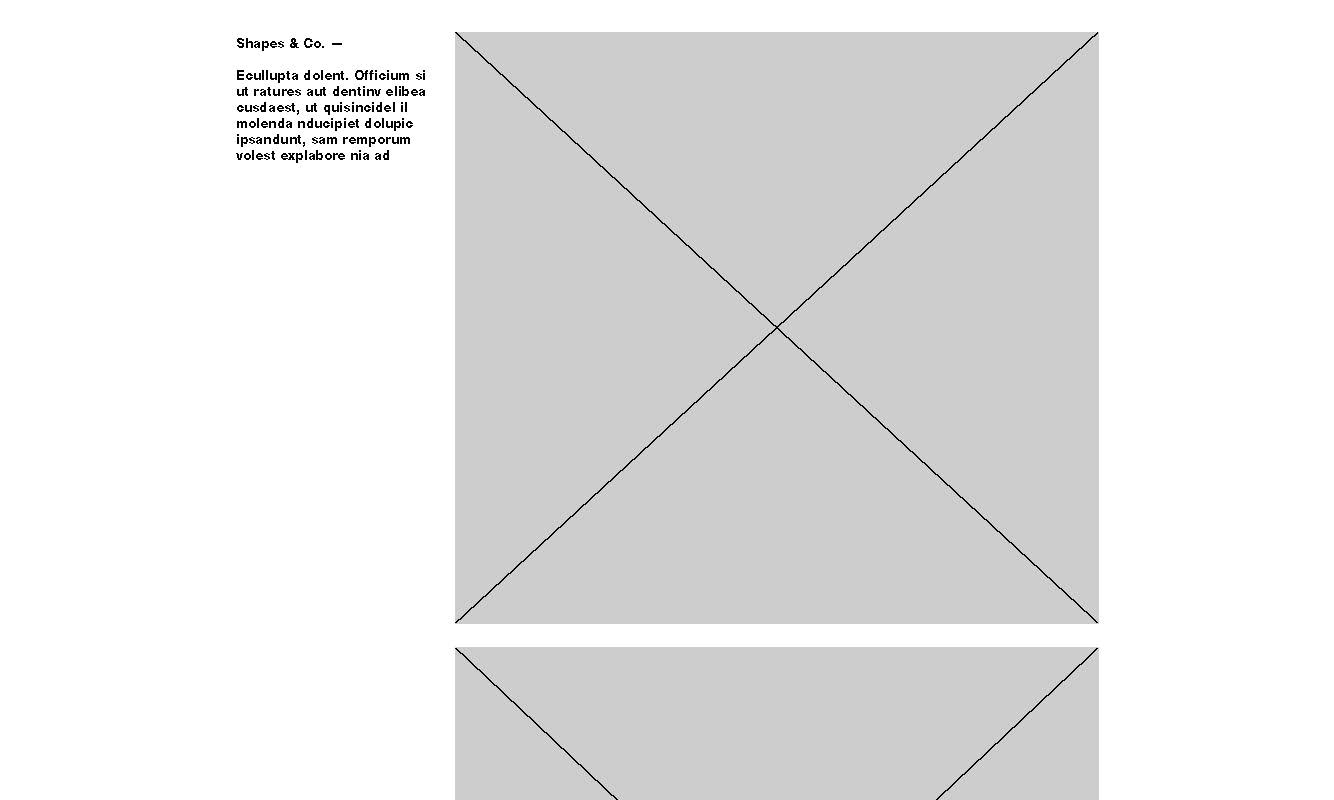 Shapes & Co. —
Ecullupta dolent. Officium si
ut ratures aut dentinv elibea
cusdaest, ut quisincidel il
molenda nducipiet dolupic
ipsandunt, sam remporum
volest explabore nia ad